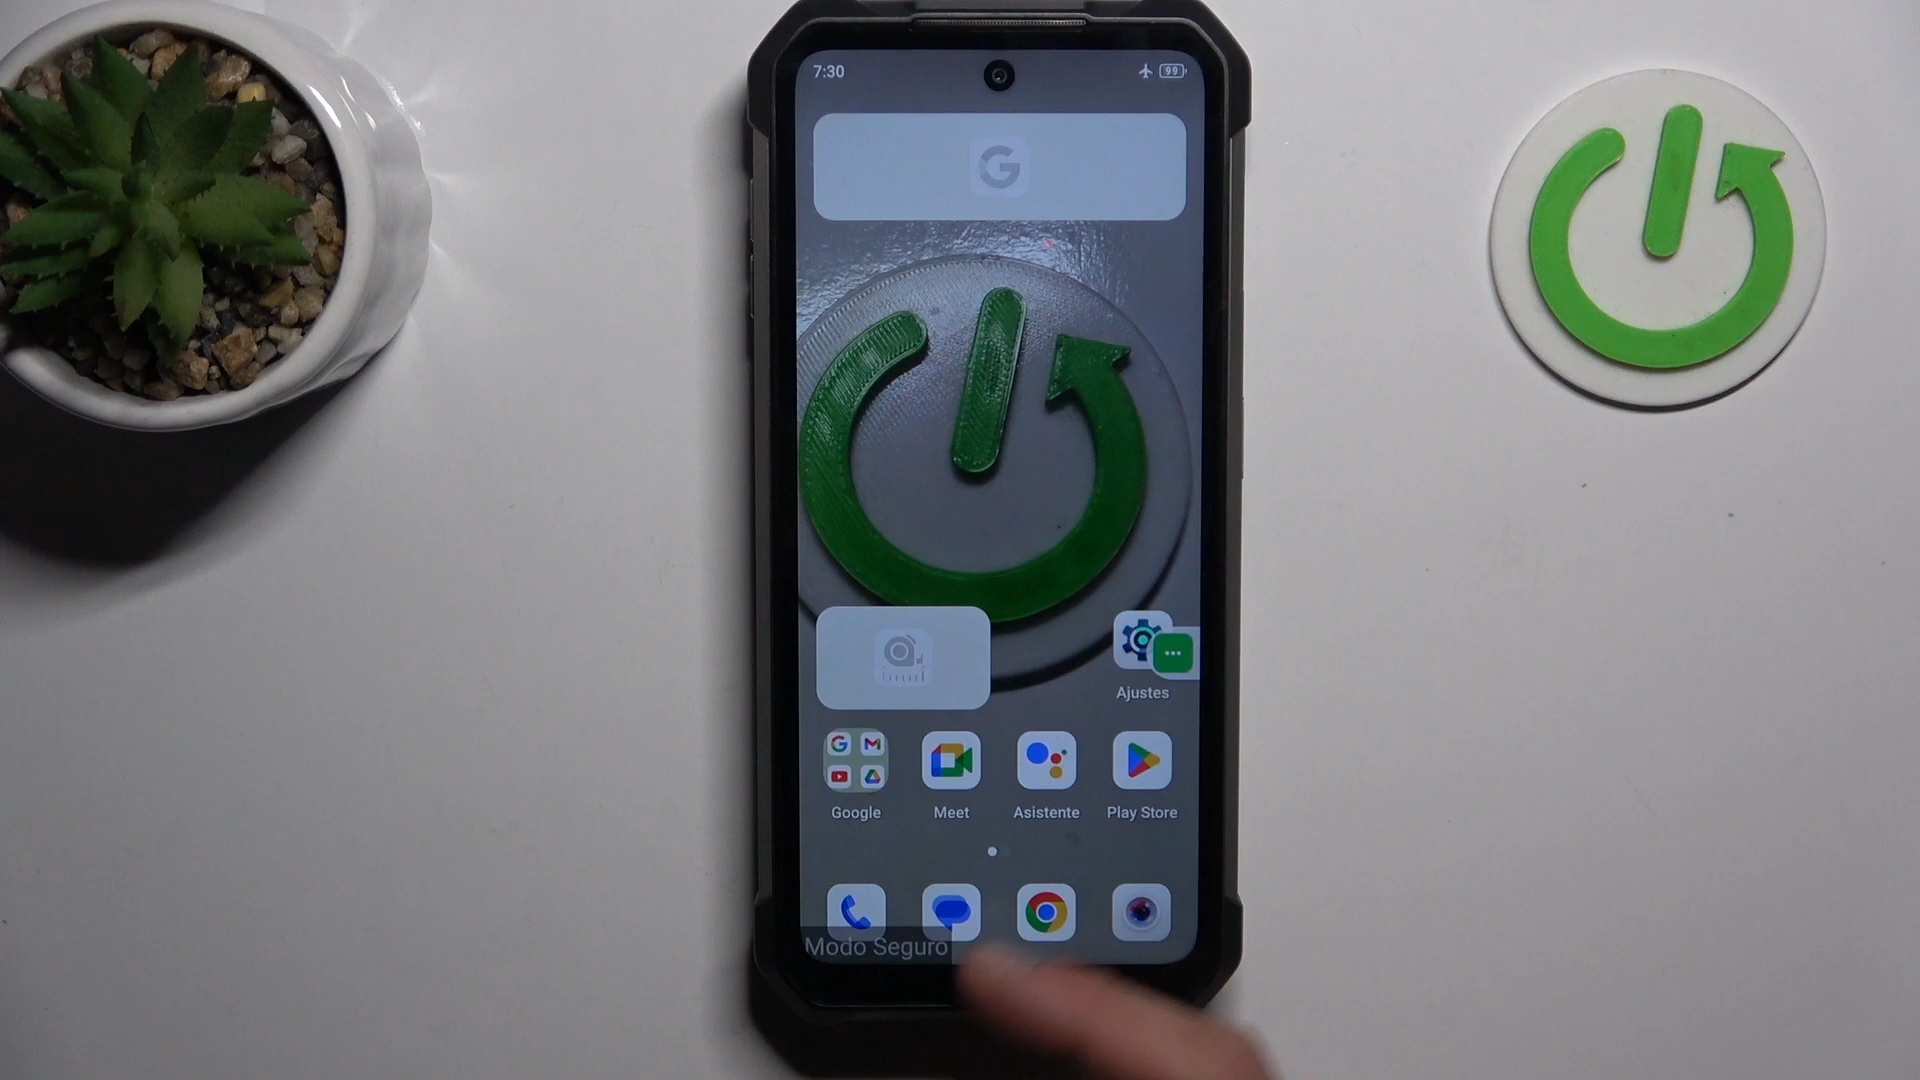 7:30
99
G
Ajustes
Google
Meet
Asistente
Play Store
Modo Seguro